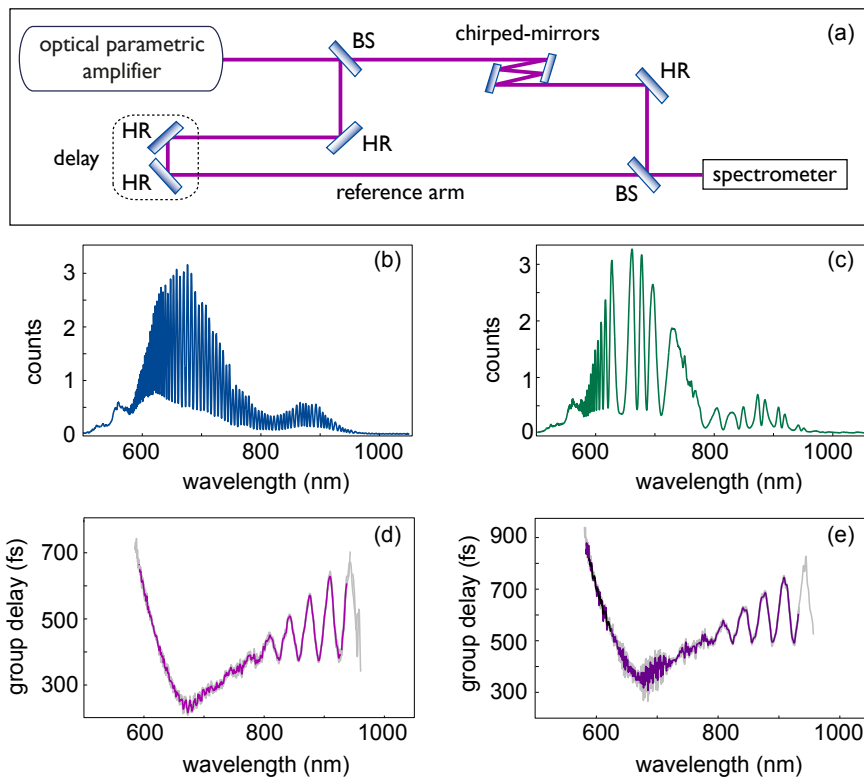 (a)
optical parametric
amplifier
BS
chirped-mirrors
HR
HR
delay
HR
HR
reference arm
BS
spectrometer
(b)
3
2
1
0
counts
600
800
1000
wavelength (nm)
(c)
3
2
1
0
counts
600
800
1000
wavelength (nm)
(d)
700
500
300
group delay (fs)
600
800
1000
wavelength (nm)
(e)
900
700
500
300
group delay (fs)
600
800
1000
wavelength (nm)